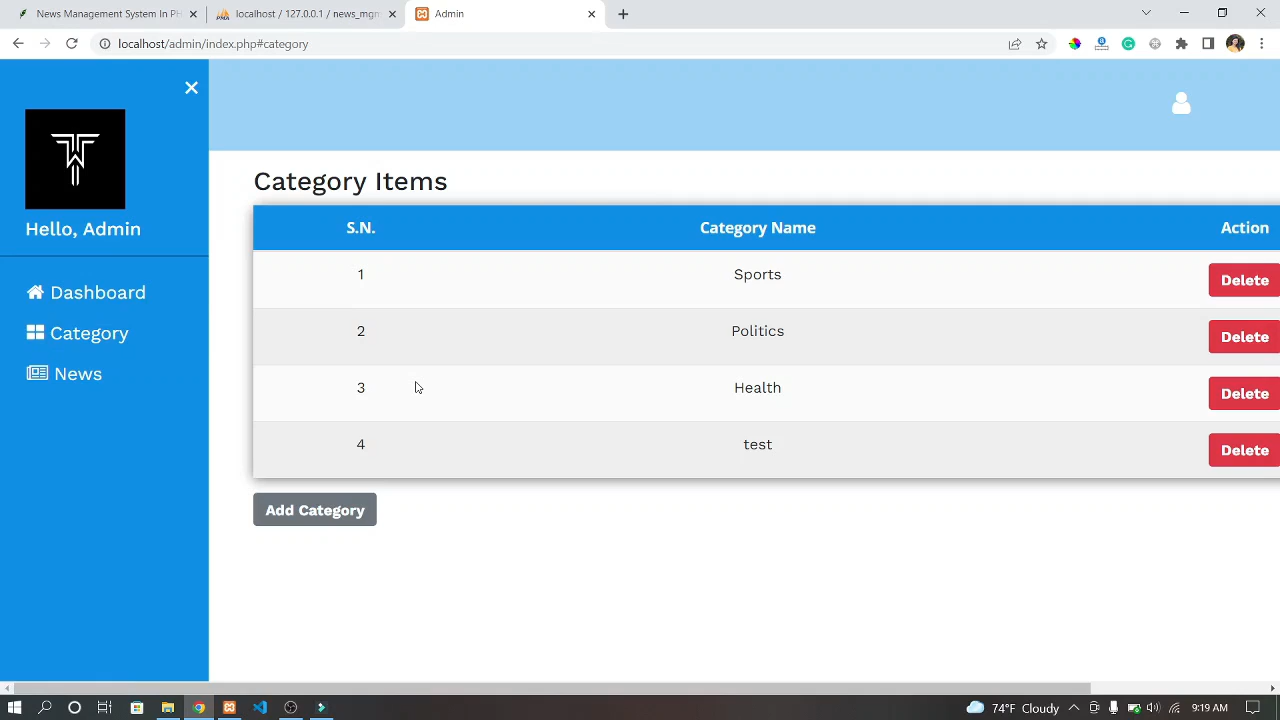 News Management System In PH
localhost / 127.0.0.1 / news_mgm
Admin
localhost/admin/index.php#category
Hello, Admin
Dashboard
Category
News
Category Items
S.N. Category Name Action
1 Sports Delete
2 Politics Delete
3 Health Delete
4 test Delete
Add Category
74°F Cloudy
9:19 AM